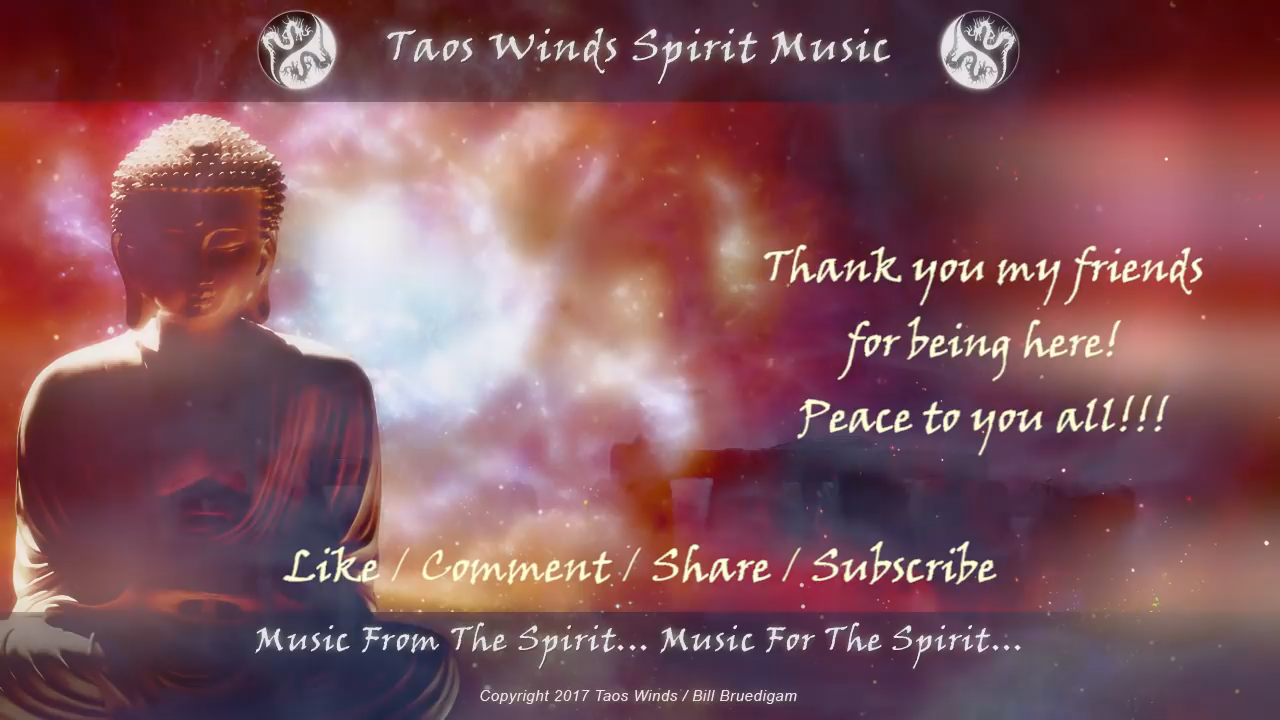 Taos Winds Spirit Music
Thank you my friends
for being here!
Peace to you all!!!
Like / Comment / Share / Subscribe
Music From The Spirit... Music For The Spirit...
Copyright 2017 Taos Winds / Bill Bruedigam